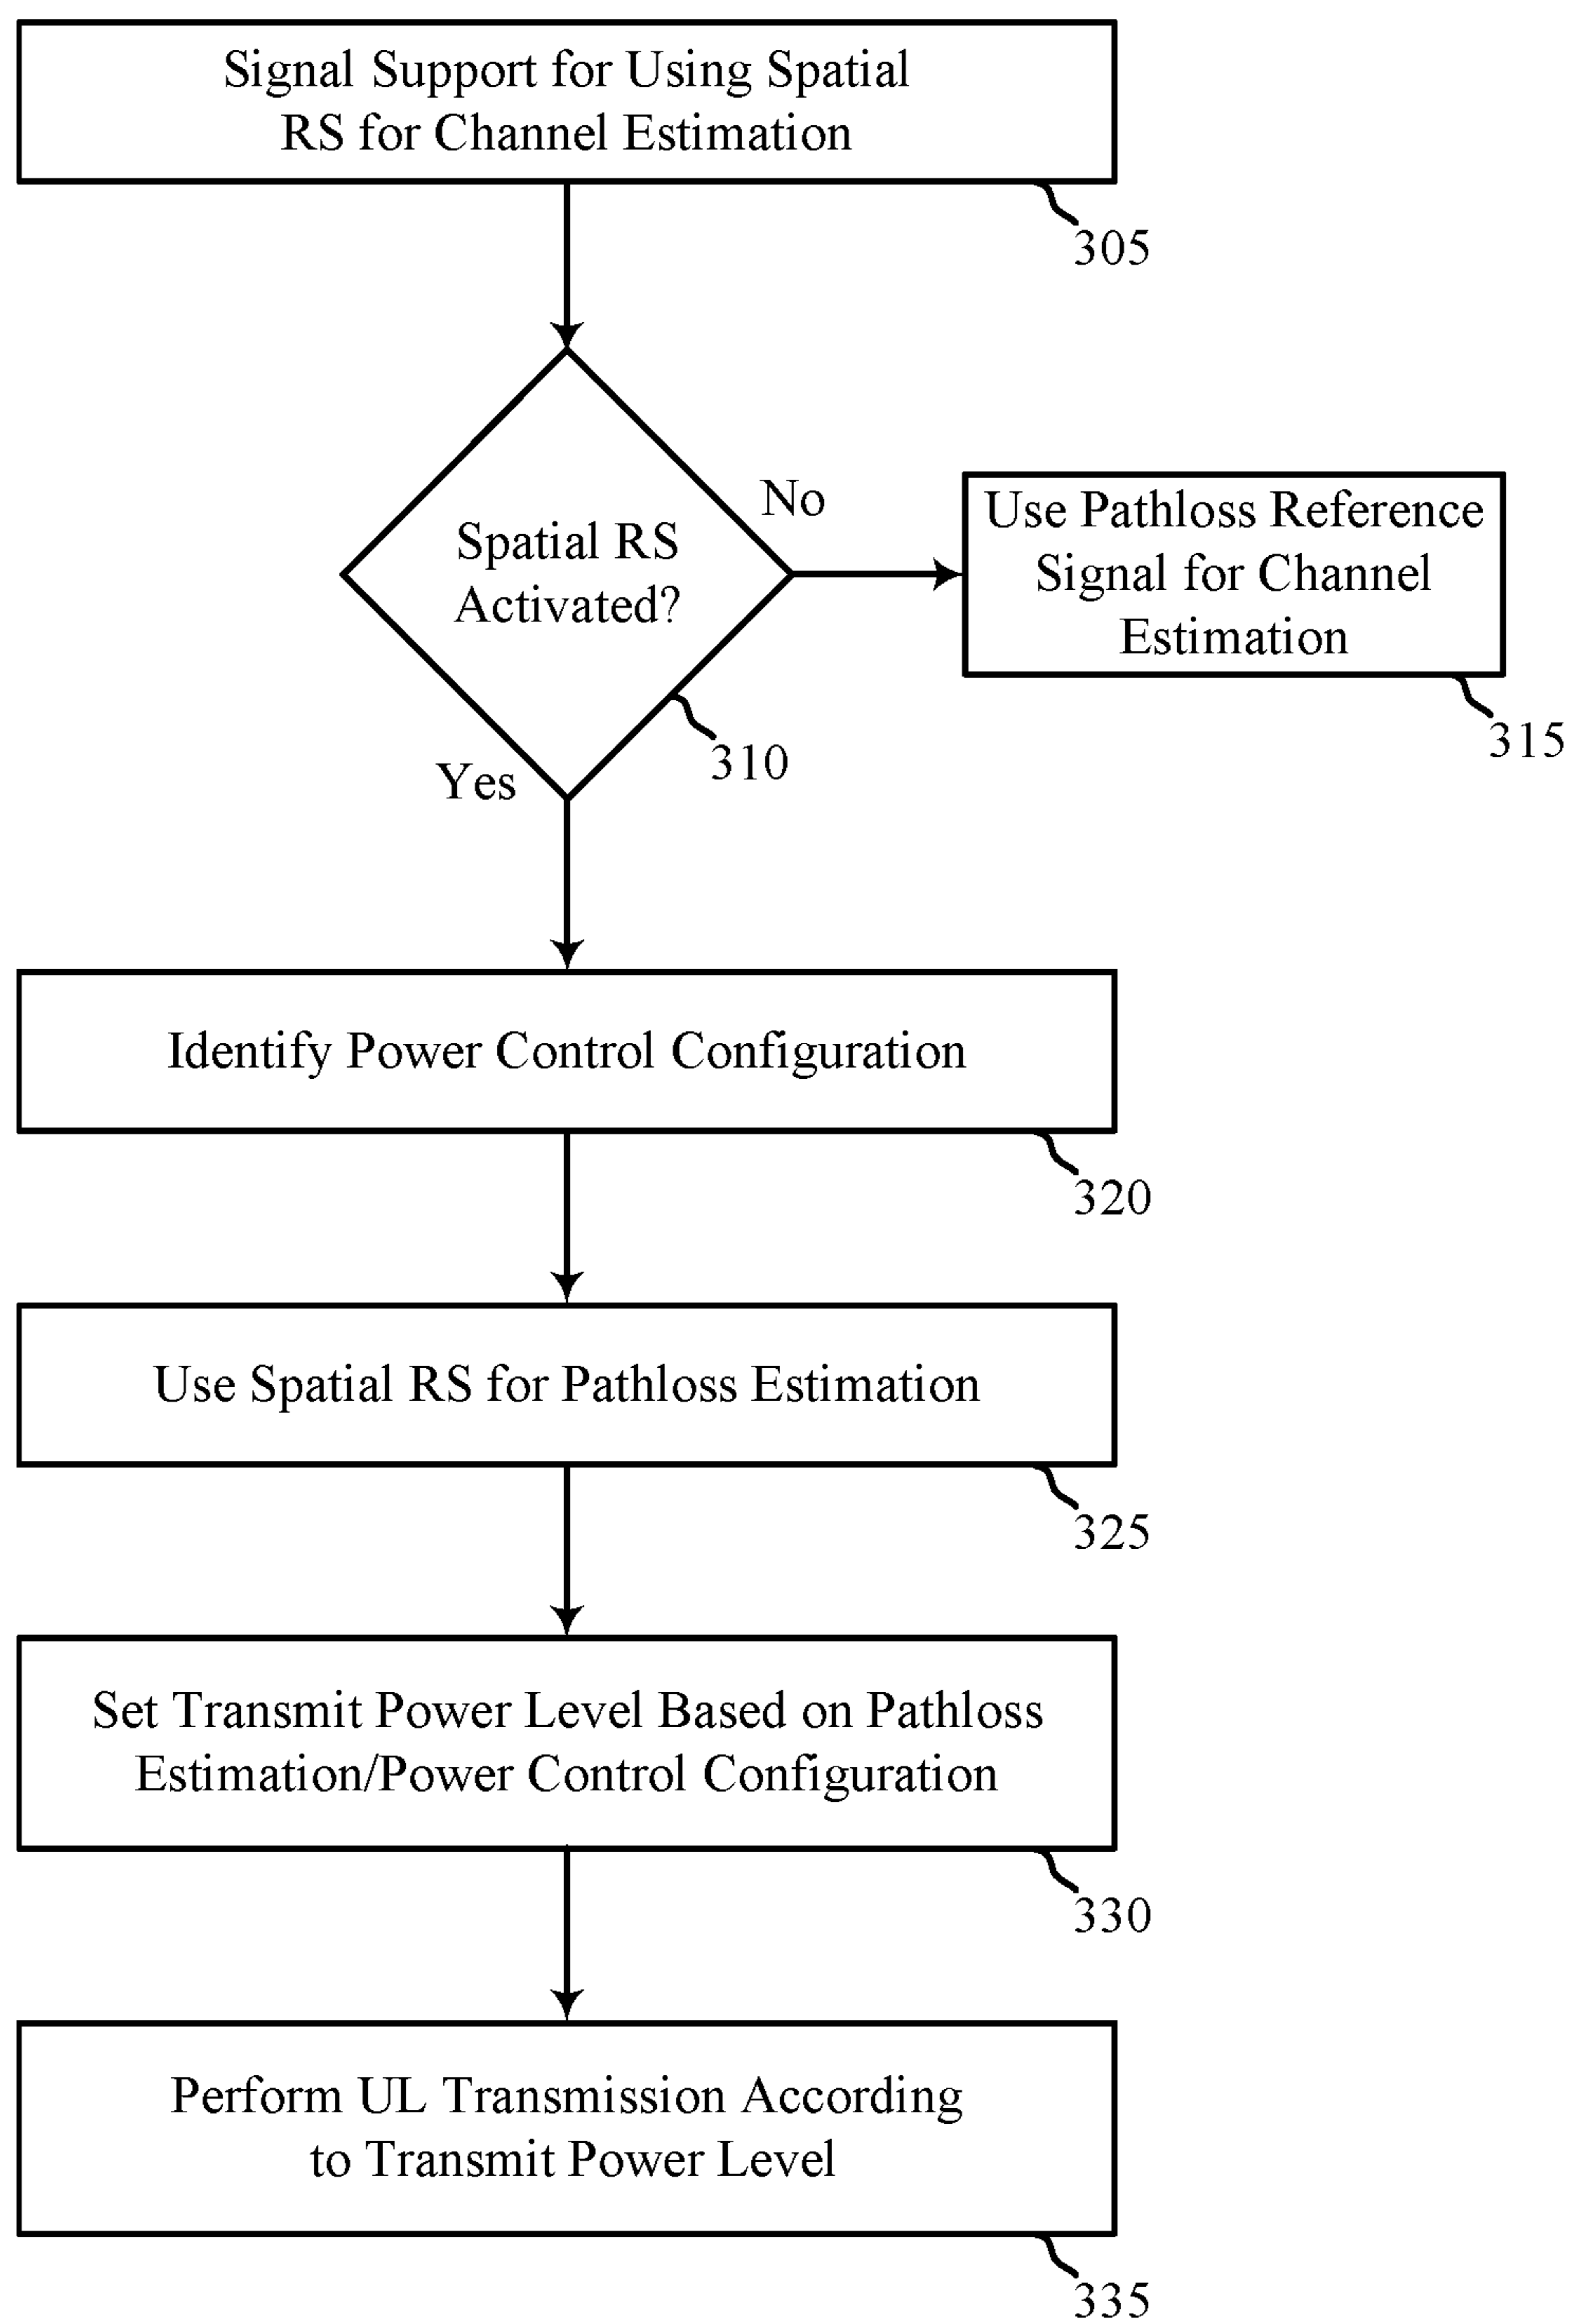 Signal Support for Using Spatial
RS for Channel Estimation
305
Spatial RS
Activated?
No
Yes
310
Use Pathloss Reference
Signal for Channel
Estimation
315
Identify Power Control Configuration
320
Use Spatial RS for Pathloss Estimation
325
Set Transmit Power Level Based on Pathloss
Estimation/Power Control Configuration
330
Perform UL Transmission According
to Transmit Power Level
335